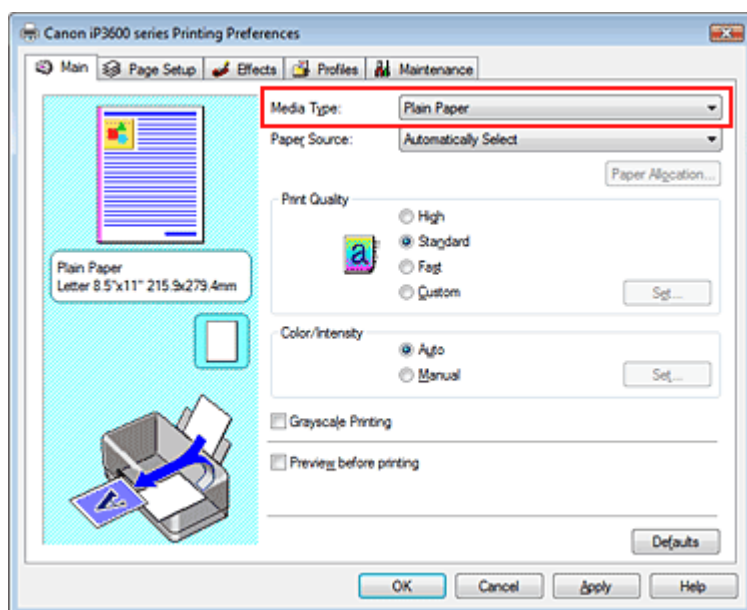 Canon iP3600 series Printing Preferences
Main Page Setup Effects Profiles Maintenance
Media Type: Plain Paper
Paper Source: Automatically Select
Paper Allocation...
Print Quality
High
Standard
Fast
Custom Set...
a
Plain Paper
Letter 8.5"x11" 215.9x279.4mm
Color/Intensity
Auto
Manual Set...
Grayscale Printing
Preview before printing
A
Defaults
OK Cancel Apply Help